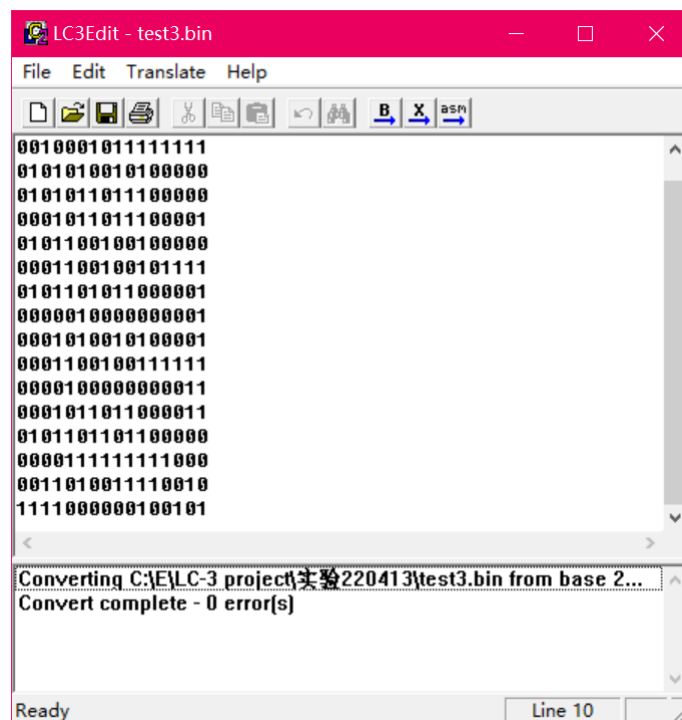 LC3Edit - test3.bin
File Edit Translate Help
B X asm
0010001011111111
0101010010100000
0101011011100000
0001011011100001
0101100100100000
0001100100101111
0101101011000001
0000010000000001
0001010010100001
0001100100111111
0000100000000011
0001011011000011
0101101101100000
0000111111111000
0011010011110010
1111000000100101
Converting C:\E\LC-3 project\实验220413\test3.bin from base 2...
Convert complete - 0 error(s)
Ready Line 10